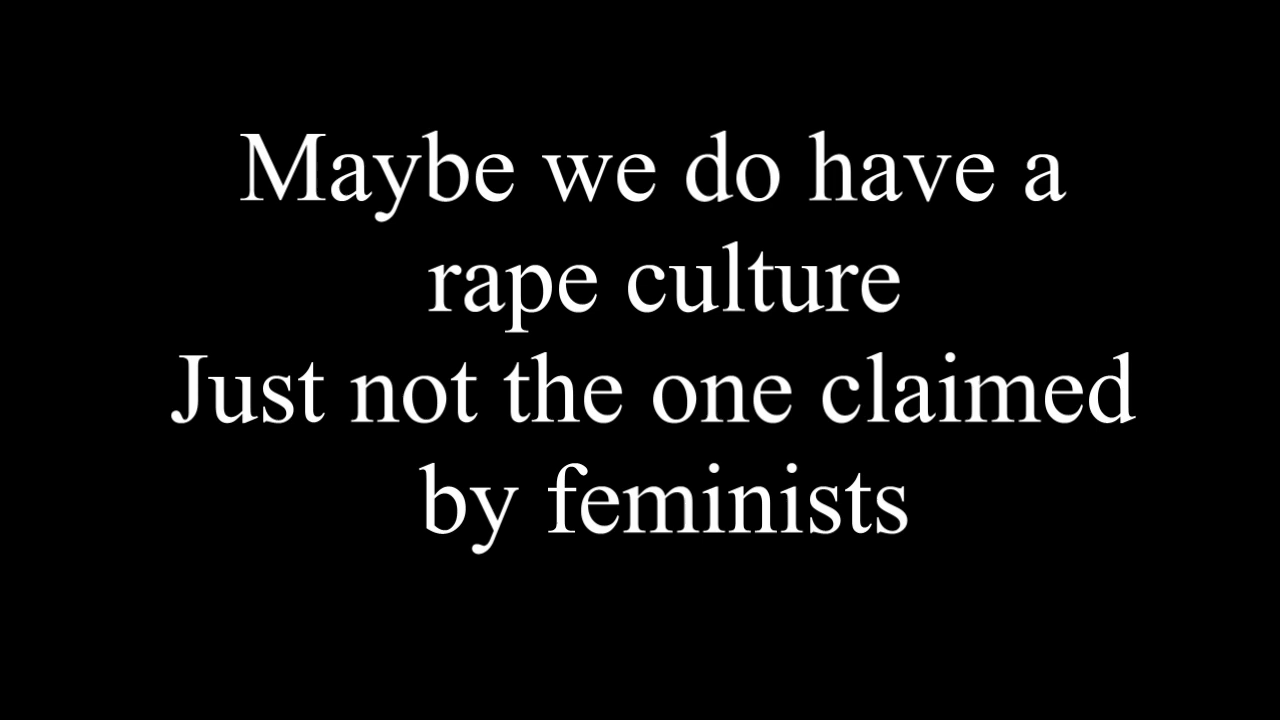 Maybe we do have a
rape culture
Just not the one claimed
by feminists